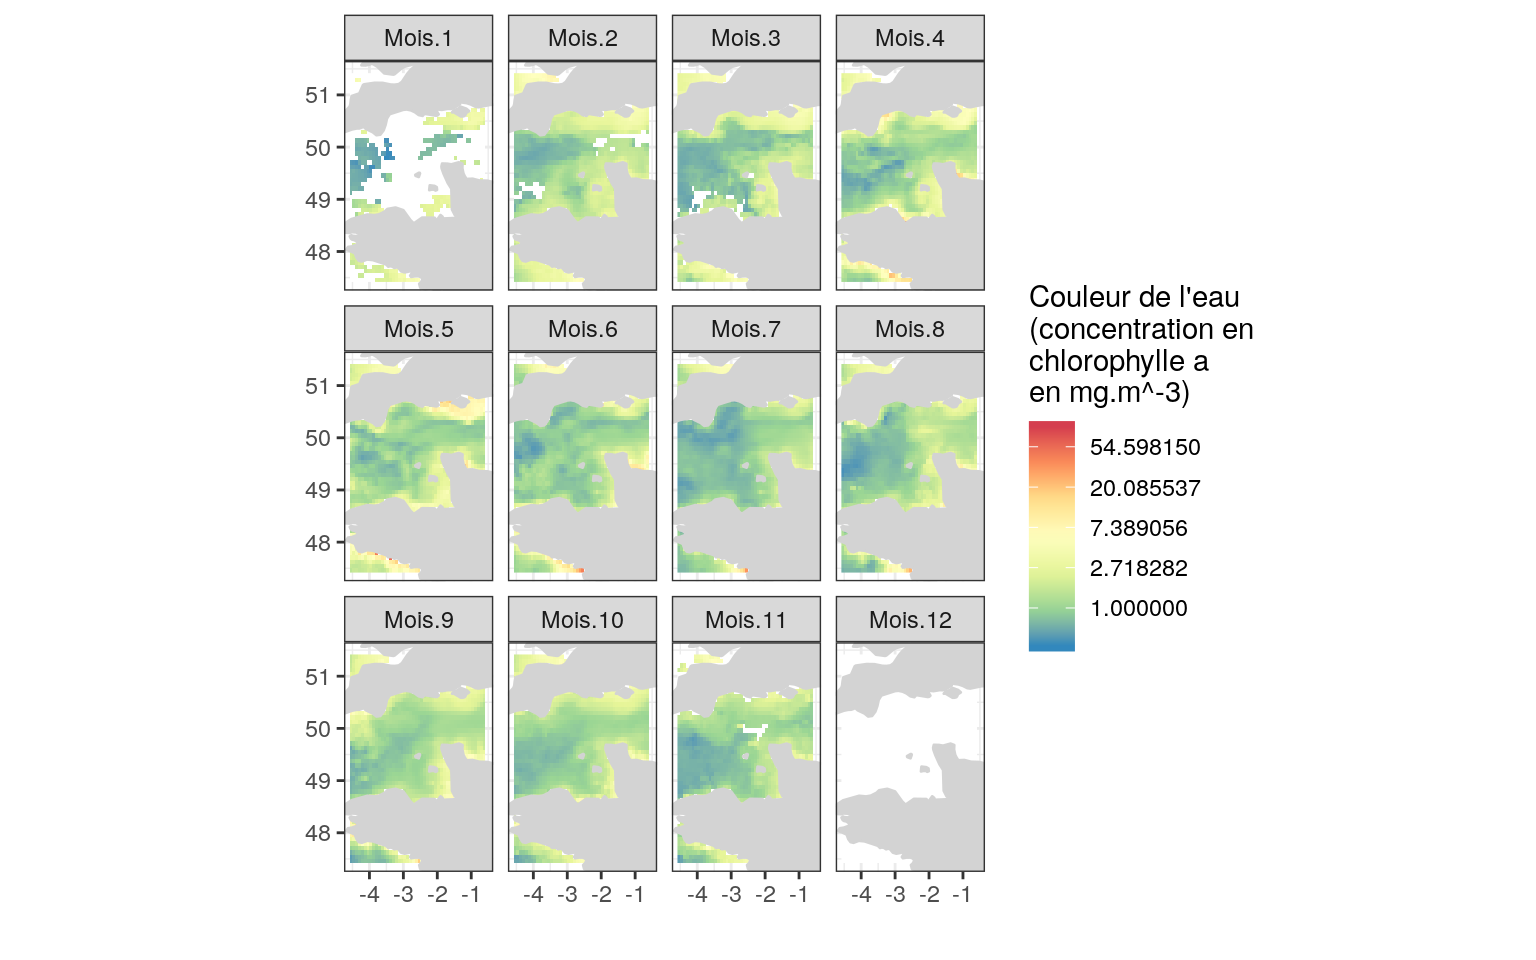 Mois.1 Mois.2 Mois.3 Mois.4
51
50
49
48
Mois.5 Mois.6 Mois.7 Mois.8
51
50
49
48
Mois.9 Mois.10 Mois.11 Mois.12
51
50
49
48
-4 -3 -2 -1 -4 -3 -2 -1 -4 -3 -2 -1 -4 -3 -2 -1
Couleur de l'eau
(concentration en
chlorophylle a
en mg.m^-3)
54.598150
20.085537
7.389056
2.718282
1.000000